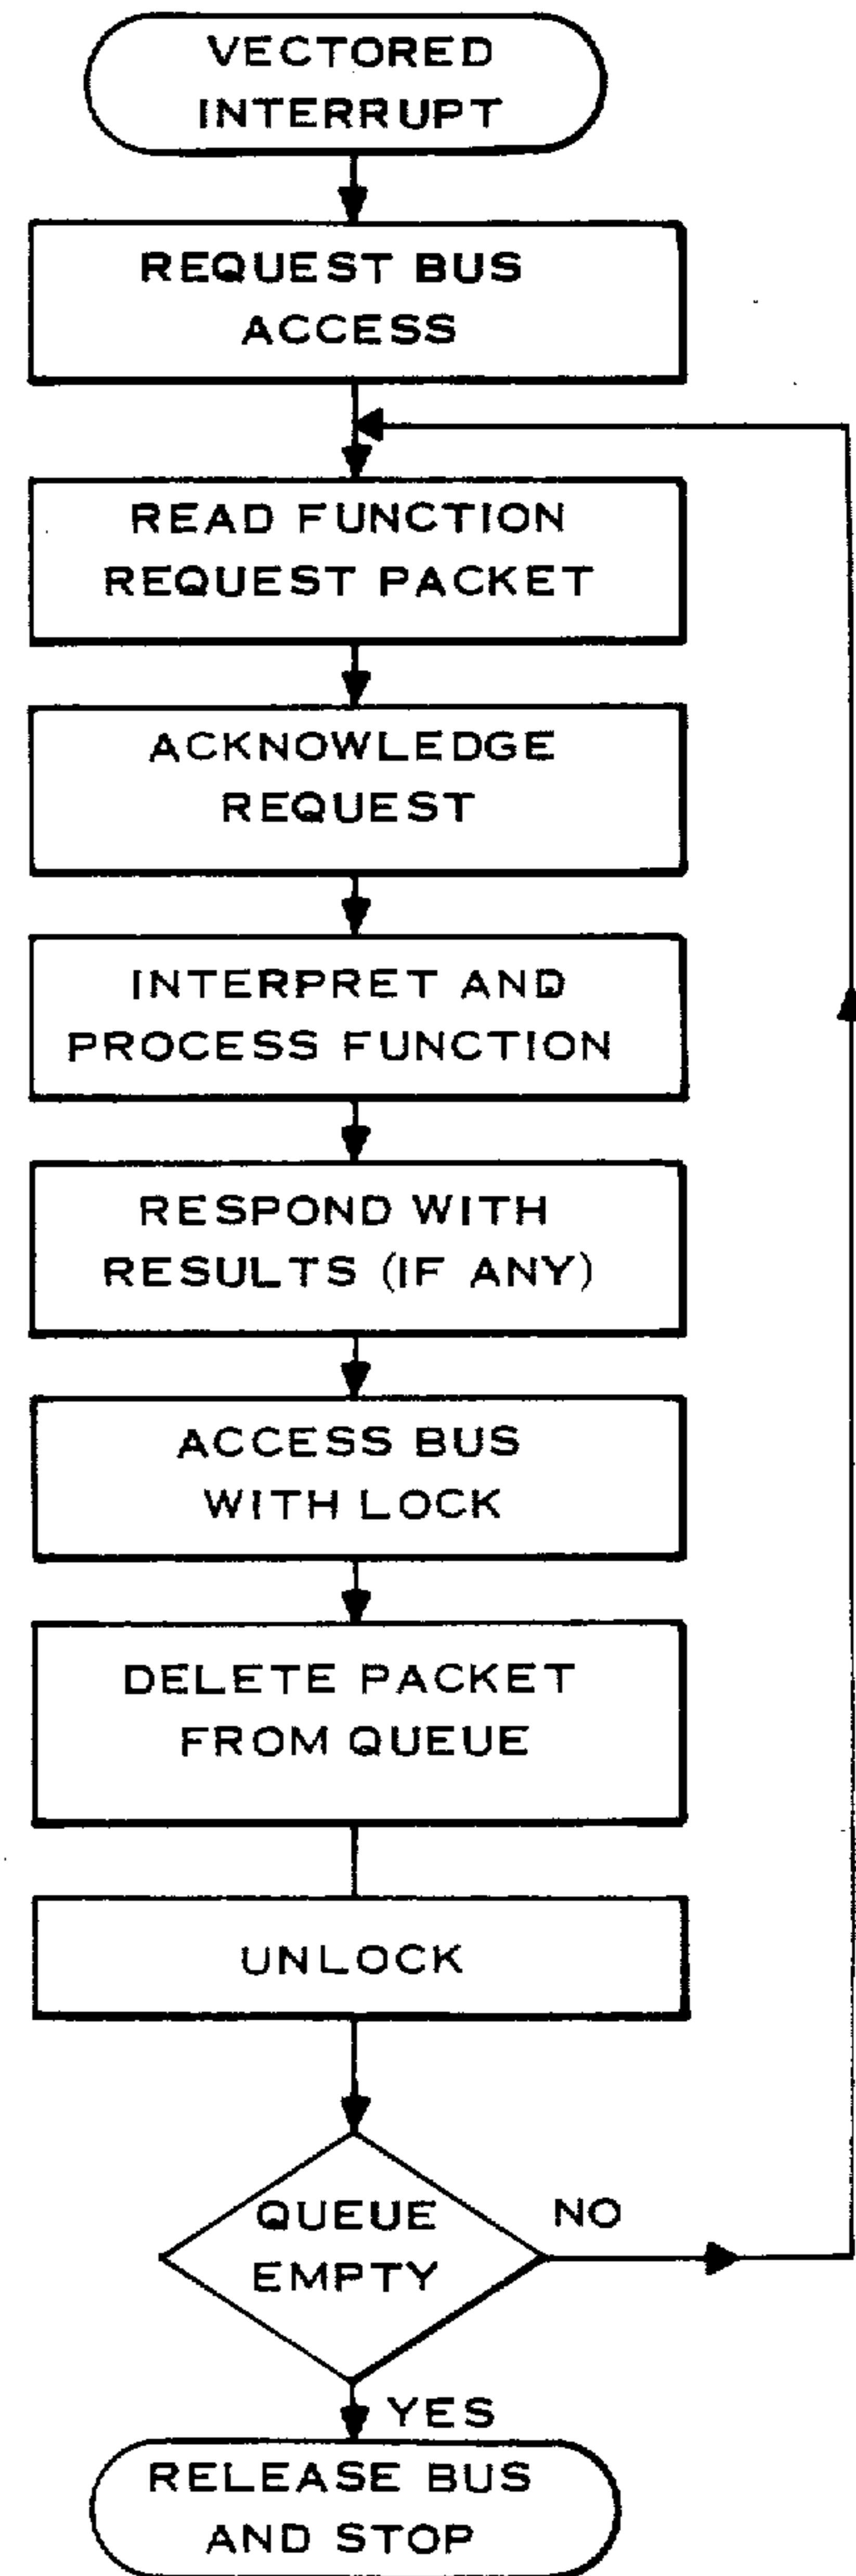 VECTORED
INTERRUPT
REQUEST BUS
ACCESS
READ FUNCTION
REQUEST PACKET
ACKNOWLEDGE
REQUEST
INTERPRET AND
PROCESS FUNCTION
RESPOND WITH
RESULTS (IF ANY)
ACCESS BUS
WITH LOCK
DELETE PACKET
FROM QUEUE
UNLOCK
QUEUE
EMPTY
NO
YES
RELEASE BUS
AND STOP